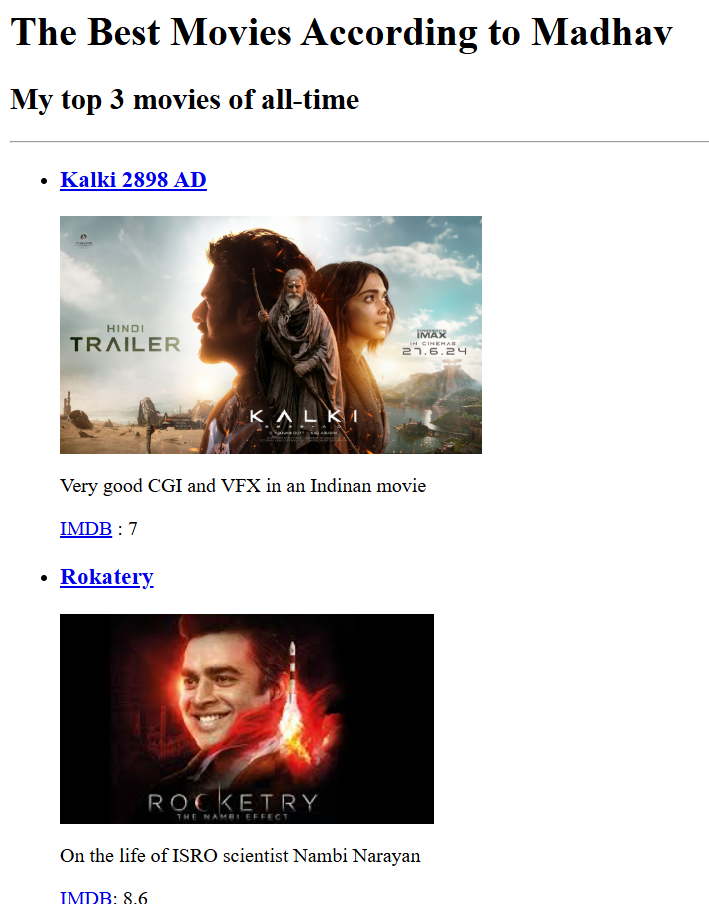 The Best Movies According to Madhav
My top 3 movies of all-time
Kalki 2898 AD
HINDI
TRAILER
IMAX
IN CINEMAS
27.6.24
KALKI
Very good CGI and VFX in an Indinan movie
IMDB : 7
Rokatery
ROCKETRY
THE NAMBI EFFECT
On the life of ISRO scientist Nambi Narayan
IMDB: 8.6